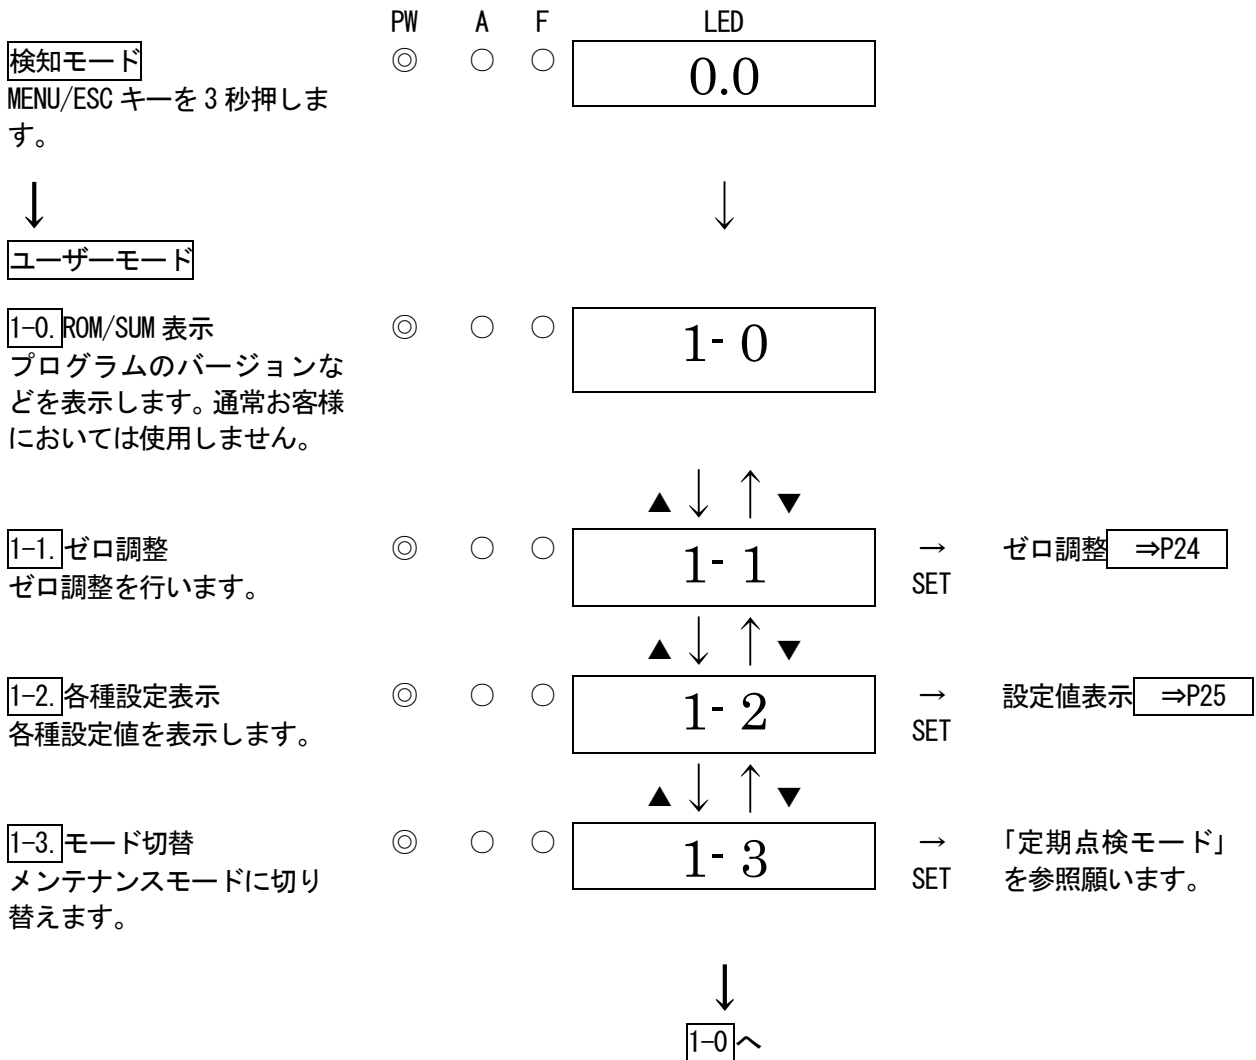 PW A F LED
検知モード ◎ ○ ○ 0.0
MENU/ESC キーを 3 秒押しま
す。
↓ ↓
ユーザーモード
1-0. ROM/SUM 表示 ◎ ○ ○ 1- 0
プログラムのバージョンな
どを表示します。通常お客様
においては使用しません。
▲ ↓ ↑ ▼
1-1. ゼロ調整 ◎ ○ ○ 1- 1 → ゼロ調整 ⇒P24
ゼロ調整を行います。 SET
▲ ↓ ↑ ▼
1-2. 各種設定表示 ◎ ○ ○ 1- 2 → 設定値表示 ⇒P25
各種設定値を表示します。 SET
▲ ↓ ↑ ▼
1-3. モード切替 ◎ ○ ○ 1- 3 → 「定期点検モード」
メンテナンスモードに切り SET を参照願います。
替えます。
↓
1-0 へ